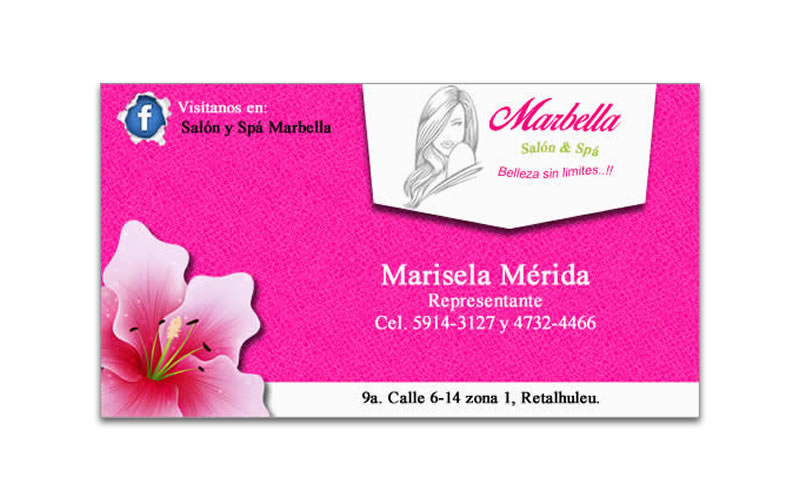 f
Visítanos en:
Salón y Spá Marbella
Marbella
Salón & Spá
Belleza sin limites..!!
Marisela Mérida
Representante
Cel. 5914-3127 y 4732-4466
9a. Calle 6-14 zona 1, Retalhuleu.